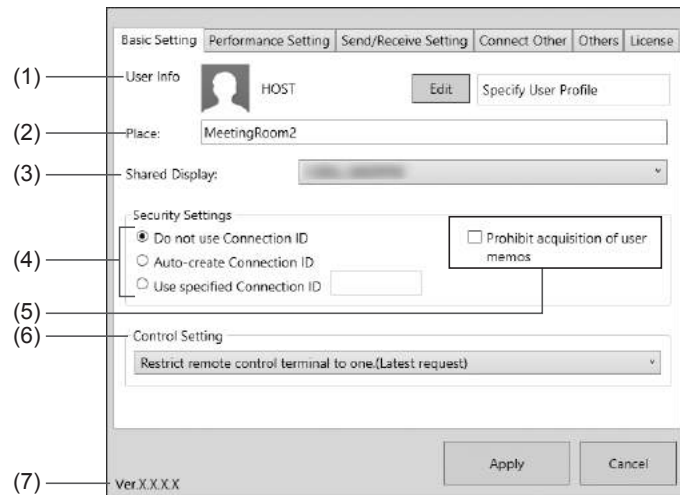 Basic Setting Performance Setting Send/Receive Setting Connect Other Others License
(1) User Info HOST Edit Specify User Profile
(2) Place: MeetingRoom2
(3) Shared Display:
Security Settings
Do not use Connection ID Prohibit acquisition of user
(4) Auto-create Connection ID memos
Use specified Connection ID
(5)
(6) Control Setting
Restrict remote control terminal to one.(Latest request)
Apply Cancel
(7) Ver.X.X.X.X